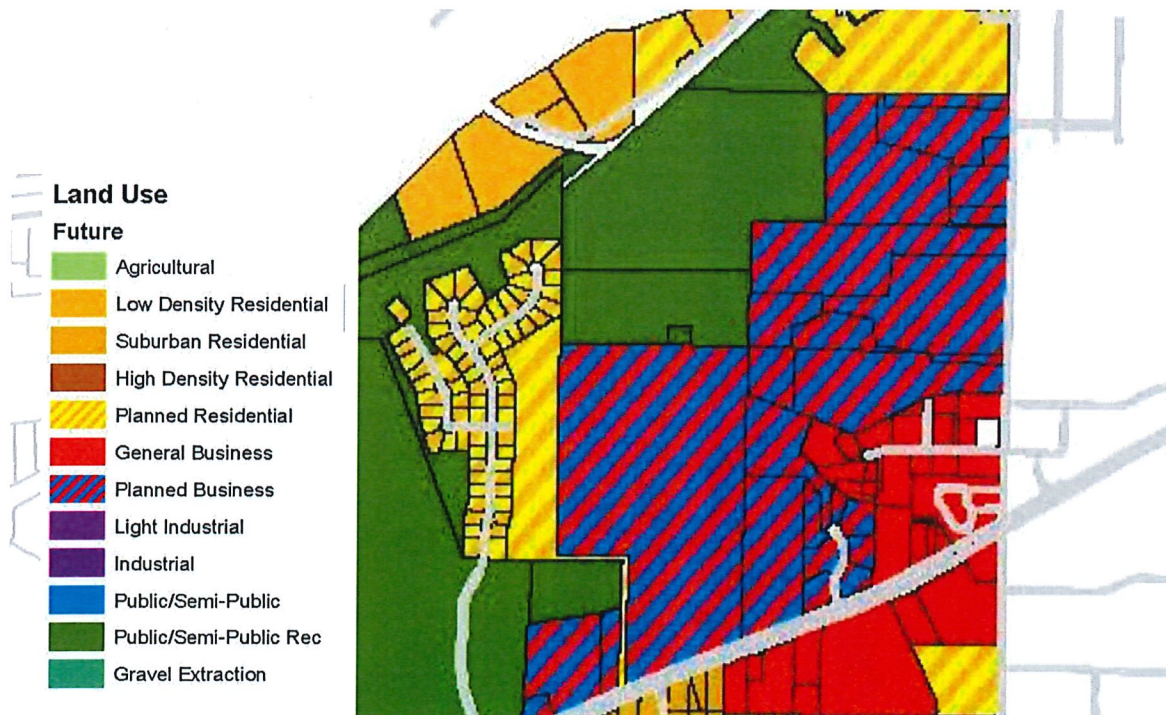 Land Use
Future
Agricultural
Low Density Residential
Suburban Residential
High Density Residential
Planned Residential
General Business
Planned Business
Light Industrial
Industrial
Public/Semi-Public
Public/Semi-Public Rec
Gravel Extraction